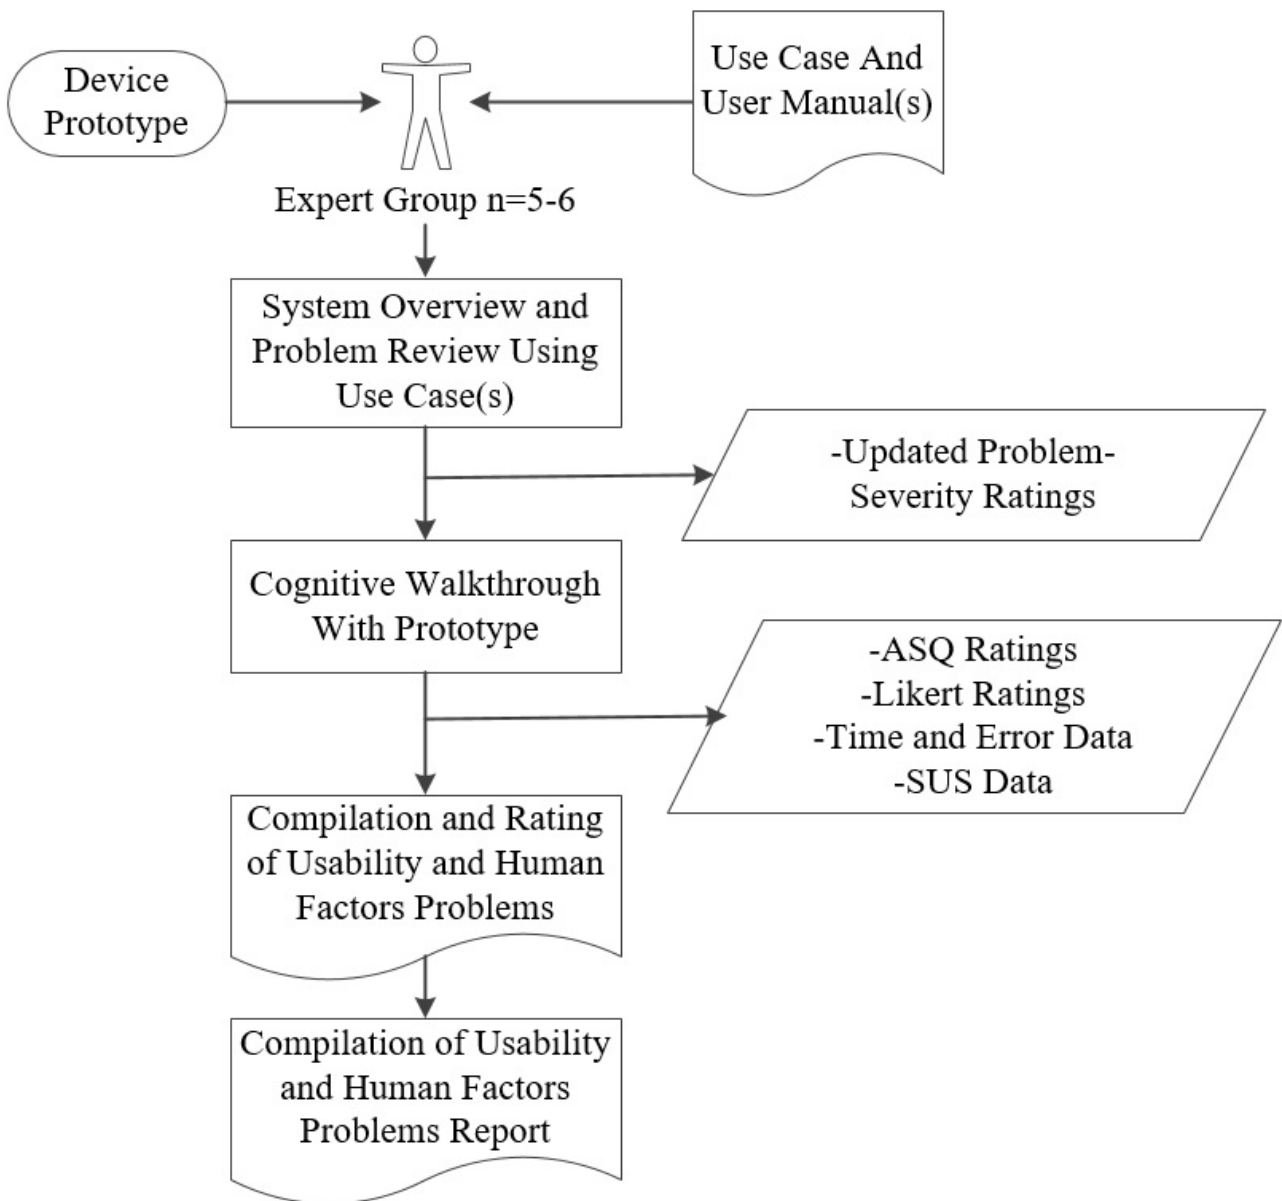 Device
Prototype
Use Case And
User Manual(s)
Expert Group n=5-6
System Overview and
Problem Review Using
Use Case(s)
-Updated Problem-
Severity Ratings
Cognitive Walkthrough
With Prototype
-ASQ Ratings
-Likert Ratings
-Time and Error Data
-SUS Data
Compilation and Rating
of Usability and Human
Factors Problems
Compilation of Usability
and Human Factors
Problems Report